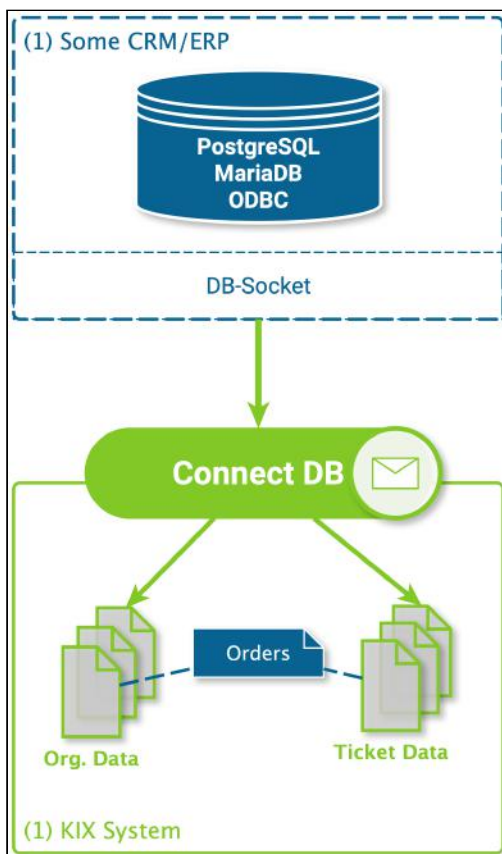 (1) Some CRM/ERP
PostgreSQL
MariaDB
ODBC
DB-Socket
Connect DB
Orders
Org. Data
Ticket Data
(1) KIX System